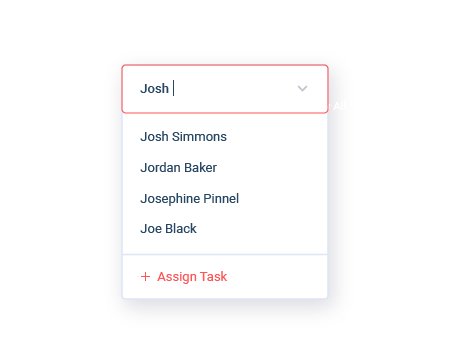 Josh
Josh Simmons
Jordan Baker
Josephine Pinnel
Joe Black
+ Assign Task